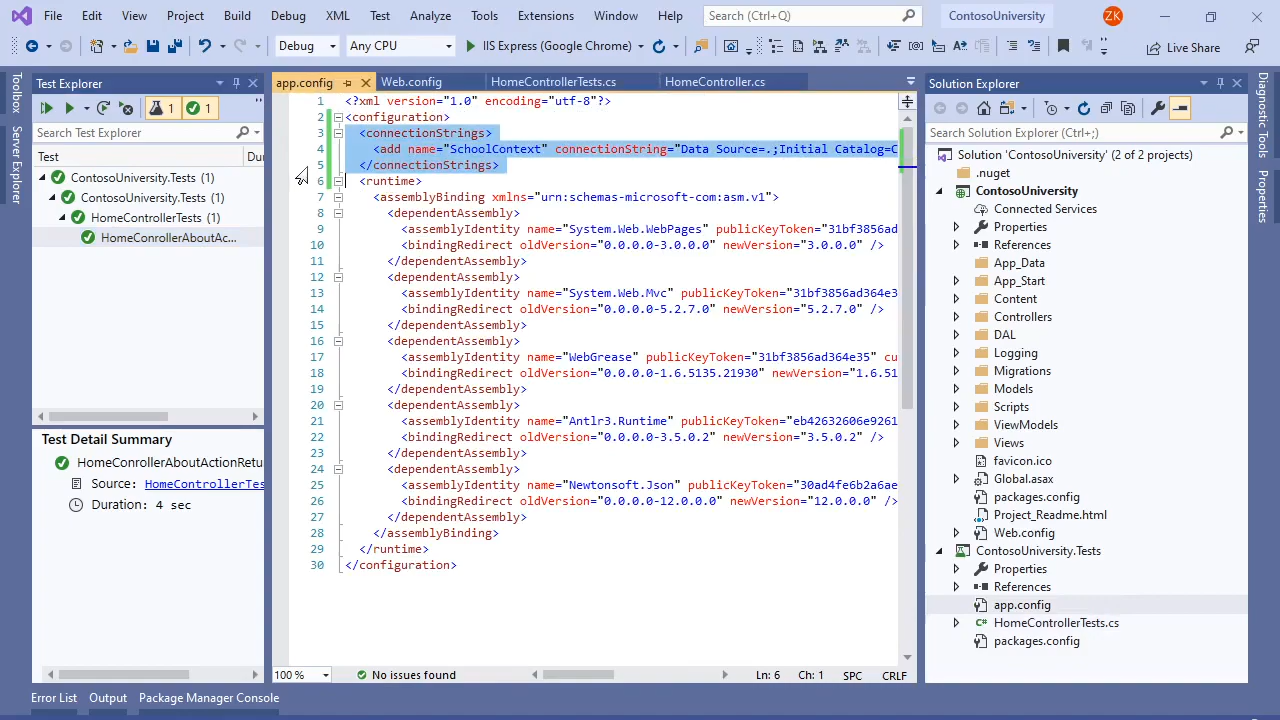 File Edit View Project Build Debug XML Test Analyze Tools Extensions Window Help Search (Ctrl+Q) ContosoUniversity ZK
Debug Any CPU IIS Express (Google Chrome) Live Share
Test Explorer
1
Search Test Explorer
Test
ContosoUniversity.Tests (1)
ContosoUniversity.Tests (1)
HomeControllerTests (1)
HomeControllerAboutAc...
Test Detail Summary
HomeConrollerAboutActionRetu
Source: HomeControllerTes
Duration: 4 sec
Toolbox
Server Explorer
app.config Web.config HomeControllerTests.cs HomeController.cs
1 version="1.0" encoding="utf-8"?>
2 <configuration>
3 <connectionStrings>
4 <add name="SchoolContext" connectionString="Data Source=.;Initial Catalog=C
5 </connectionStrings>
6 <runtime>
7 <assemblyBinding xmlns="urn:schemas-microsoft-com:asm.v1">
8 <dependentAssembly>
9 <assemblyIdentity name="System.Web.WebPages" publicKeyToken="31bf3856ad
10 <bindingRedirect oldVersion="0.0.0.0-3.0.0.0" newVersion="3.0.0.0" />
11 </dependentAssembly>
12 <dependentAssembly>
13 <assemblyIdentity name="System.Web.Mvc" publicKeyToken="31bf3856ad364e3
14 <bindingRedirect oldVersion="0.0.0.0-5.2.7.0" newVersion="5.2.7.0" />
15 </dependentAssembly>
16 <dependentAssembly>
17 <assemblyIdentity name="WebGrease" publicKeyToken="31bf3856ad364e35" cu
18 <bindingRedirect oldVersion="0.0.0.0-1.6.5135.21930" newVersion="1.6.51
19 </dependentAssembly>
20 <dependentAssembly>
21 <assemblyIdentity name="Antlr3.Runtime" publicKeyToken="eb42632606e9261
22 <bindingRedirect oldVersion="0.0.0.0-3.5.0.2" newVersion="3.5.0.2" />
23 </dependentAssembly>
24 <dependentAssembly>
25 <assemblyIdentity name="Newtonsoft.Json" publicKeyToken="30ad4fe6b2a6ae
26 <bindingRedirect oldVersion="0.0.0.0-12.0.0.0" newVersion="12.0.0.0" />
27 </dependentAssembly>
28 </assemblyBinding>
29 </runtime>
30 </configuration>
100 % No issues found Ln: 6 Ch: 1 SPC CRLF
Solution Explorer
Search Solution Explorer (Ctrl+;)
Solution 'ContosoUniversity' (2 of 2 projects)
.nuget
ContosoUniversity
Connected Services
Properties
References
App_Data
App_Start
Content
Controllers
DAL
Logging
Migrations
Models
Scripts
ViewModels
Views
favicon.ico
Global.asax
packages.config
Project_Readme.html
Web.config
ContosoUniversity.Tests
Properties
References
app.config
HomeControllerTests.cs
packages.config
Diagnostic Tools
Properties
Error List Output Package Manager Console